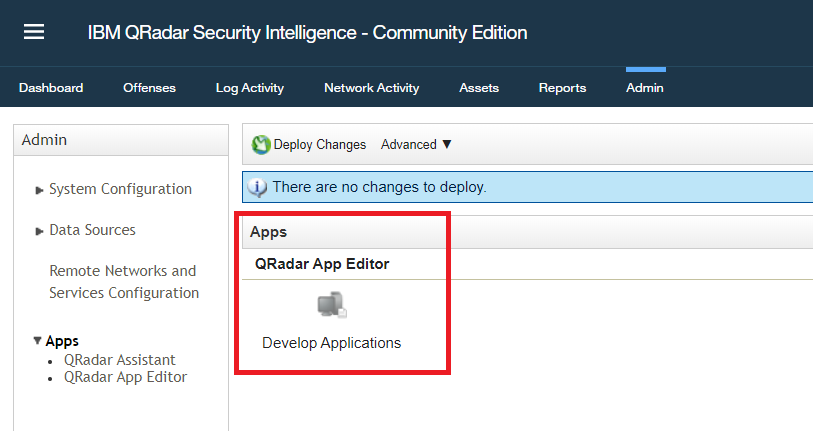 IBM QRadar Security Intelligence - Community Edition
Dashboard Offenses Log Activity Network Activity Assets Reports Admin
Admin
System Configuration
Data Sources
Remote Networks and
Services Configuration
Apps
QRadar Assistant
QRadar App Editor
Deploy Changes Advanced ▼
There are no changes to deploy.
Apps
QRadar App Editor
Develop Applications